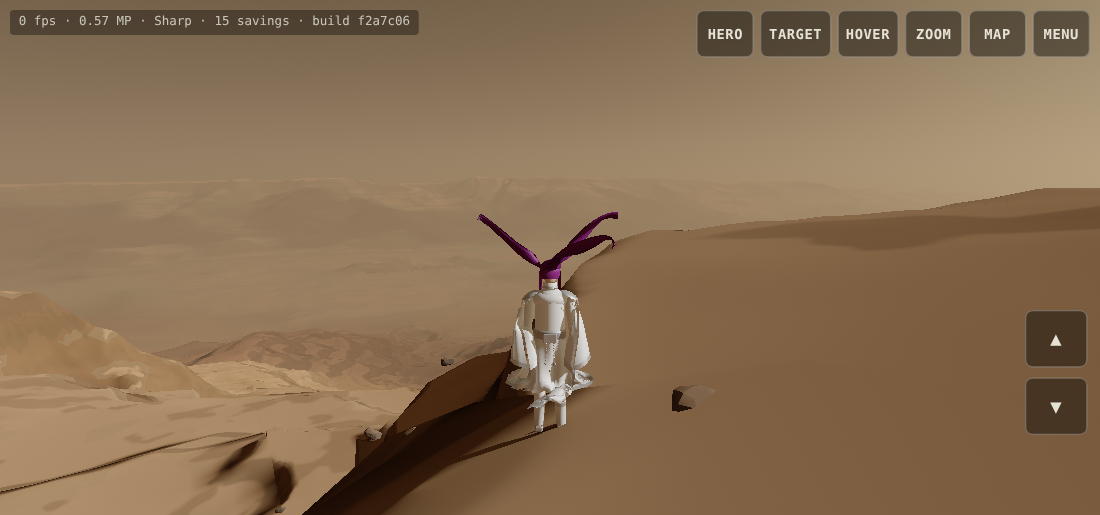 0 fps · 0.57 MP · Sharp · 15 savings · build f2a7c06
HERO TARGET HOVER ZOOM MAP MENU
▲
▼